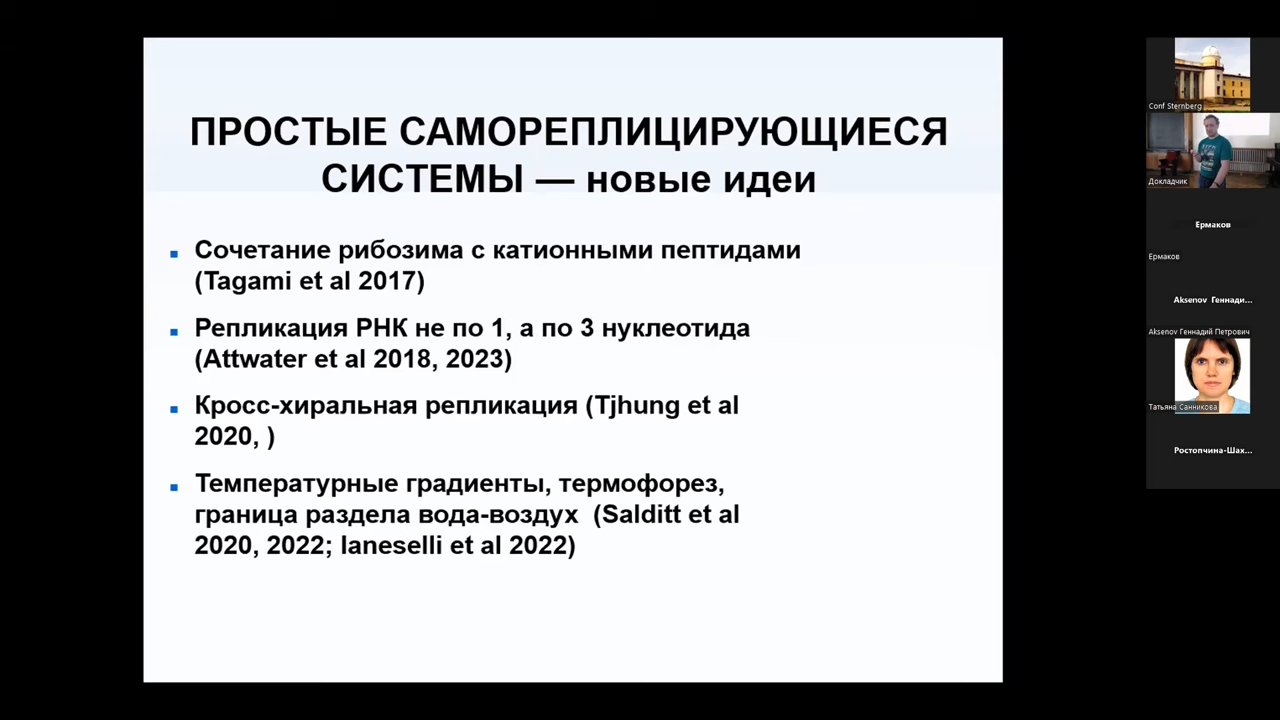 ПРОСТЫЕ САМОРЕПЛИЦИРУЮЩИЕСЯ
СИСТЕМЫ — новые идеи
Сочетание рибозима с катионными пептидами
(Tagami et al 2017)
Репликация РНК не по 1, а по 3 нуклеотида
(Attwater et al 2018, 2023)
Кросс-хиральная репликация (Tjhung et al
2020, )
Температурные градиенты, термофорез,
граница раздела вода-воздух (Salditt et al
2020, 2022; Ianeselli et al 2022)
Conf Sternberg
Докладчик
Ермаков
Ермаков
Aksenov Геннади...
Aksenov Геннадий Петрович
Татьяна Санникова
Ростопчина-Шах...